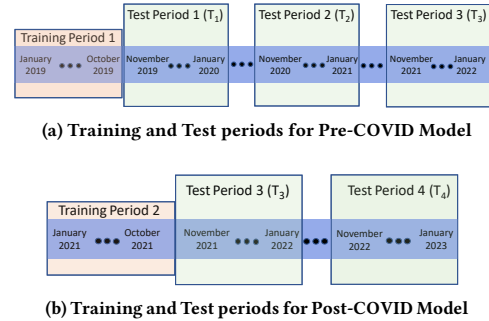 Training Period 1
Test Period 1 (T₁)
Test Period 2 (T₂)
Test Period 3 (T₃)
January 2019 ••• October 2019
November 2019 ••• January 2020
•••
November 2020 ••• January 2021
•••
November 2021 ••• January 2022
(a) Training and Test periods for Pre-COVID Model
Training Period 2
Test Period 3 (T₃)
Test Period 4 (T₄)
January 2021 ••• October 2021
November 2021 ••• January 2022
•••
November 2022 ••• January 2023
(b) Training and Test periods for Post-COVID Model